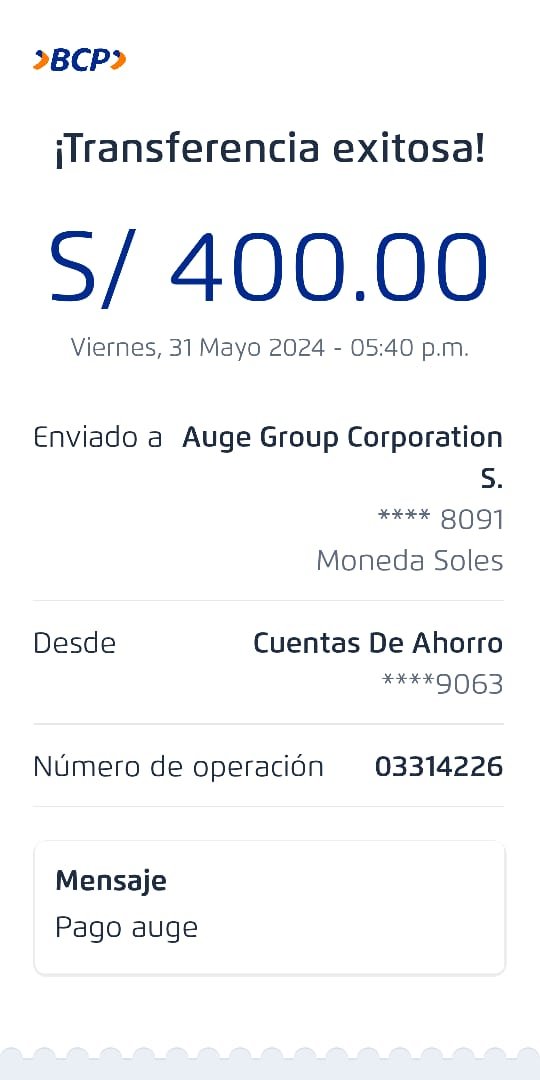 BCP
¡Transferencia exitosa!
S/ 400.00
Viernes, 31 Mayo 2024 - 05:40 p.m.
Enviado a Auge Group Corporation
S.
**** 8091
Moneda Soles
Desde Cuentas De Ahorro
****9063
Número de operación 03314226
Mensaje
Pago auge